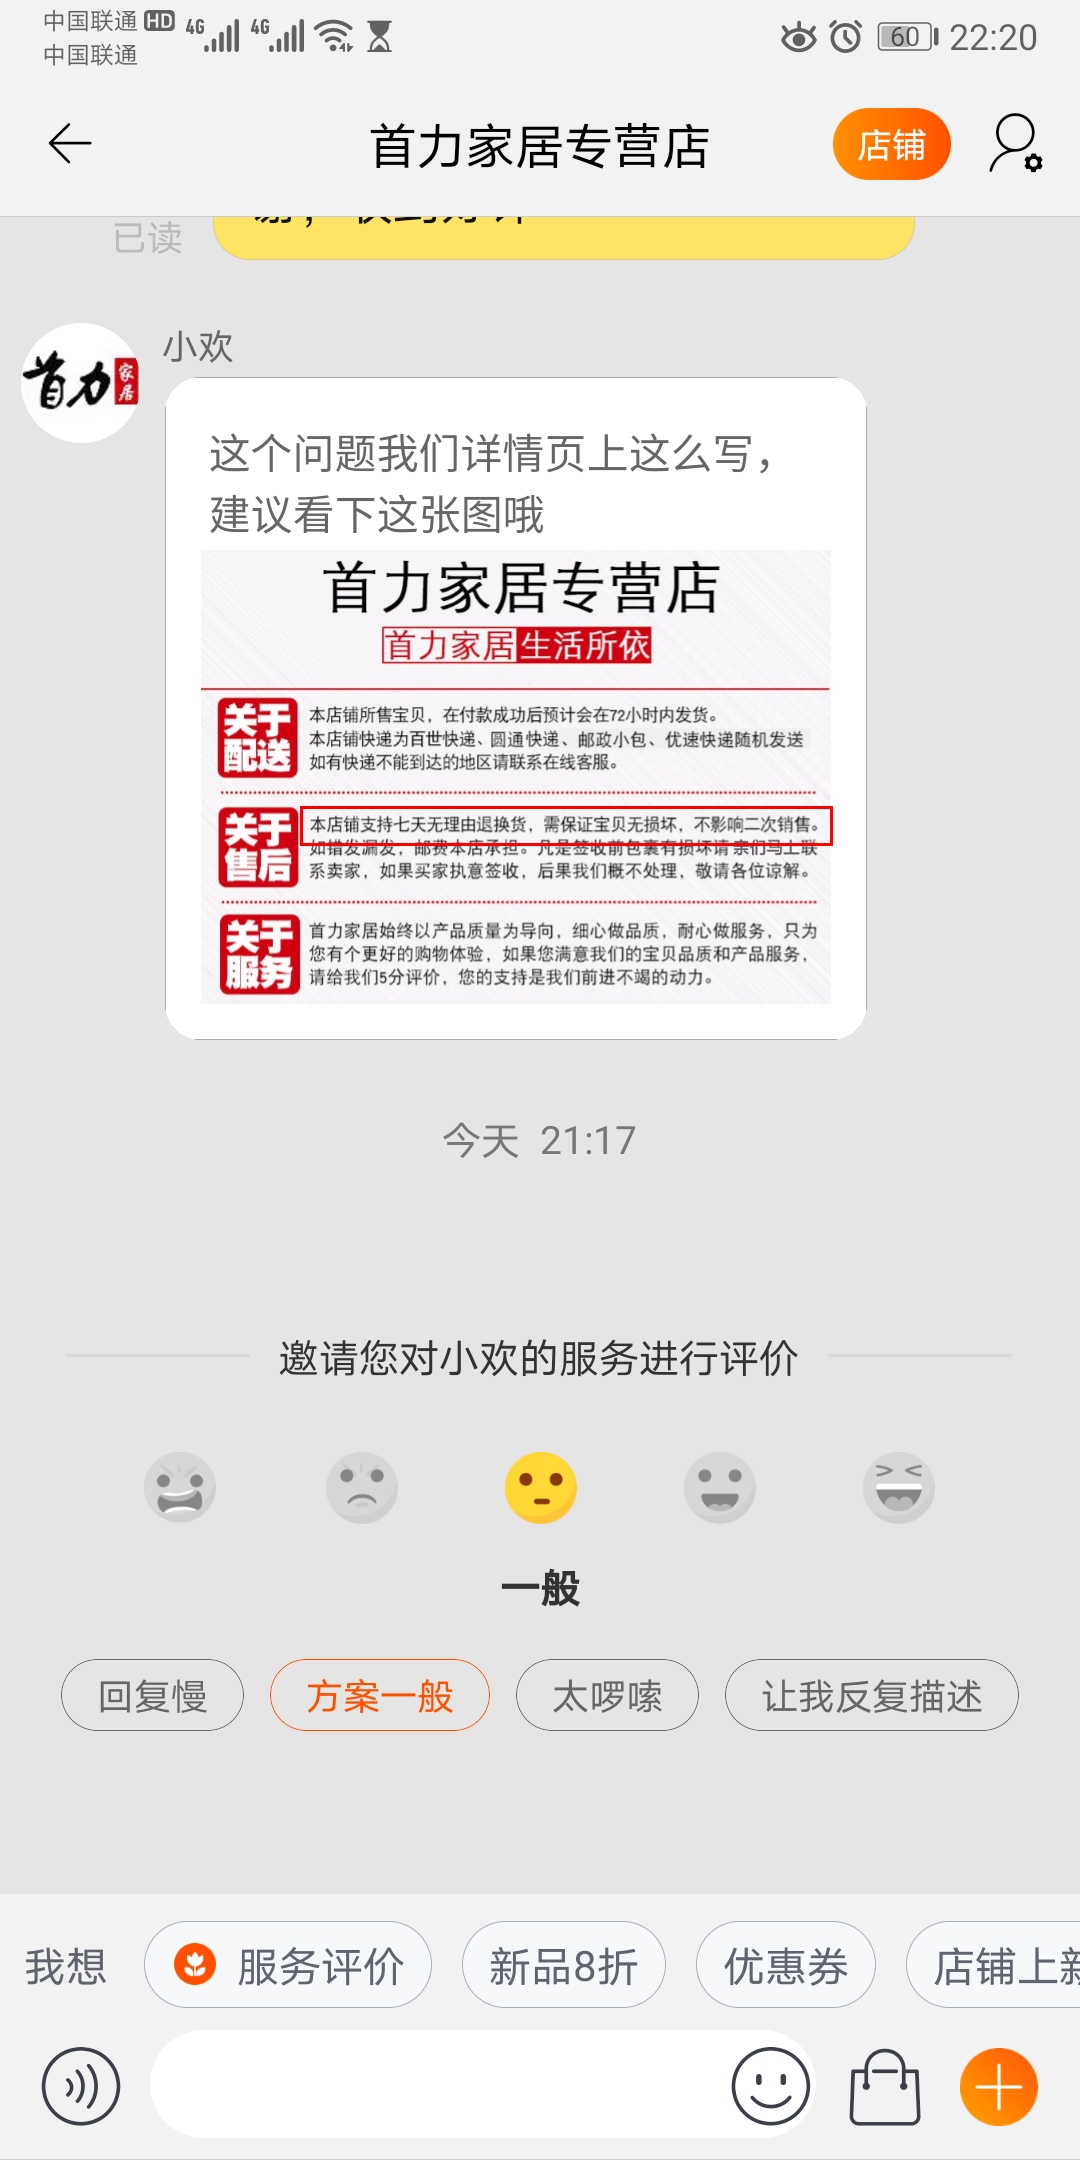 中国联通 HD 4G 4G 60 22:20
中国联通
首力家居专营店
店铺
已读
小欢
首力
家居
这个问题我们详情页上这么写，
建议看下这张图哦
首力家居专营店
首力家居生活所依
关于配送
本店铺所售宝贝，在付款成功后预计会在72小时内发货。
本店铺快递为百世快递、圆通快递、邮政小包、优速快递随机发送
如有快递不能到达的地区请联系在线客服。
关于售后
本店铺支持七天无理由退换货，需保证宝贝无损坏，不影响二次销售。
如错发漏发，邮费本店承担。凡是签收前包裹有损坏请亲们马上联
系卖家，如果买家执意签收，后果我们概不处理，敬请各位谅解。
关于服务
首力家居始终以产品质量为导向，细心做品质，耐心做服务，只为
您有个更好的购物体验，如果您满意我们的宝贝品质和产品服务，
请给我们5分评价，您的支持是我们前进不竭的动力。
今天 21:17
邀请您对小欢的服务进行评价
一般
回复慢 方案一般 太啰嗦 让我反复描述
我想 服务评价 新品8折 优惠券 店铺上新